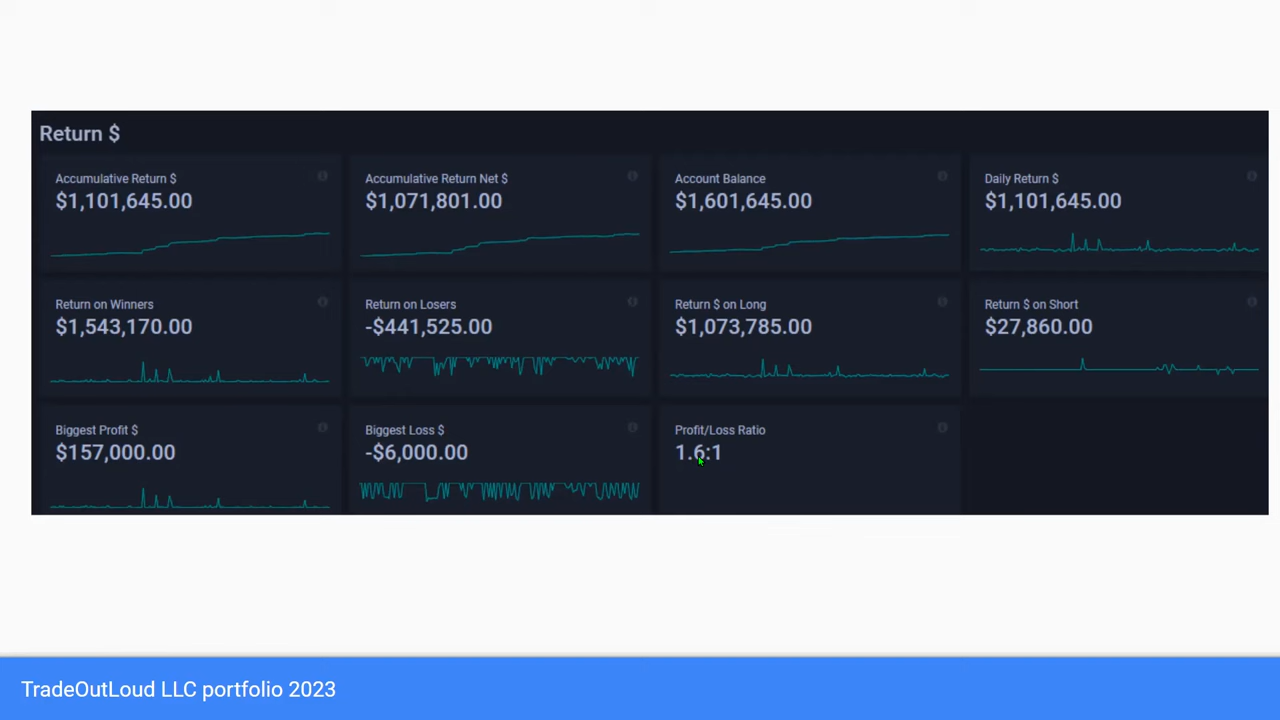 Return $
Accumulative Return $
$1,101,645.00
Accumulative Return Net $
$1,071,801.00
Account Balance
$1,601,645.00
Daily Return $
$1,101,645.00
Return on Winners
$1,543,170.00
Return on Losers
-$441,525.00
Return $ on Long
$1,073,785.00
Return $ on Short
$27,860.00
Biggest Profit $
$157,000.00
Biggest Loss $
-$6,000.00
Profit/Loss Ratio
1.6:1
TradeOutLoud LLC portfolio 2023